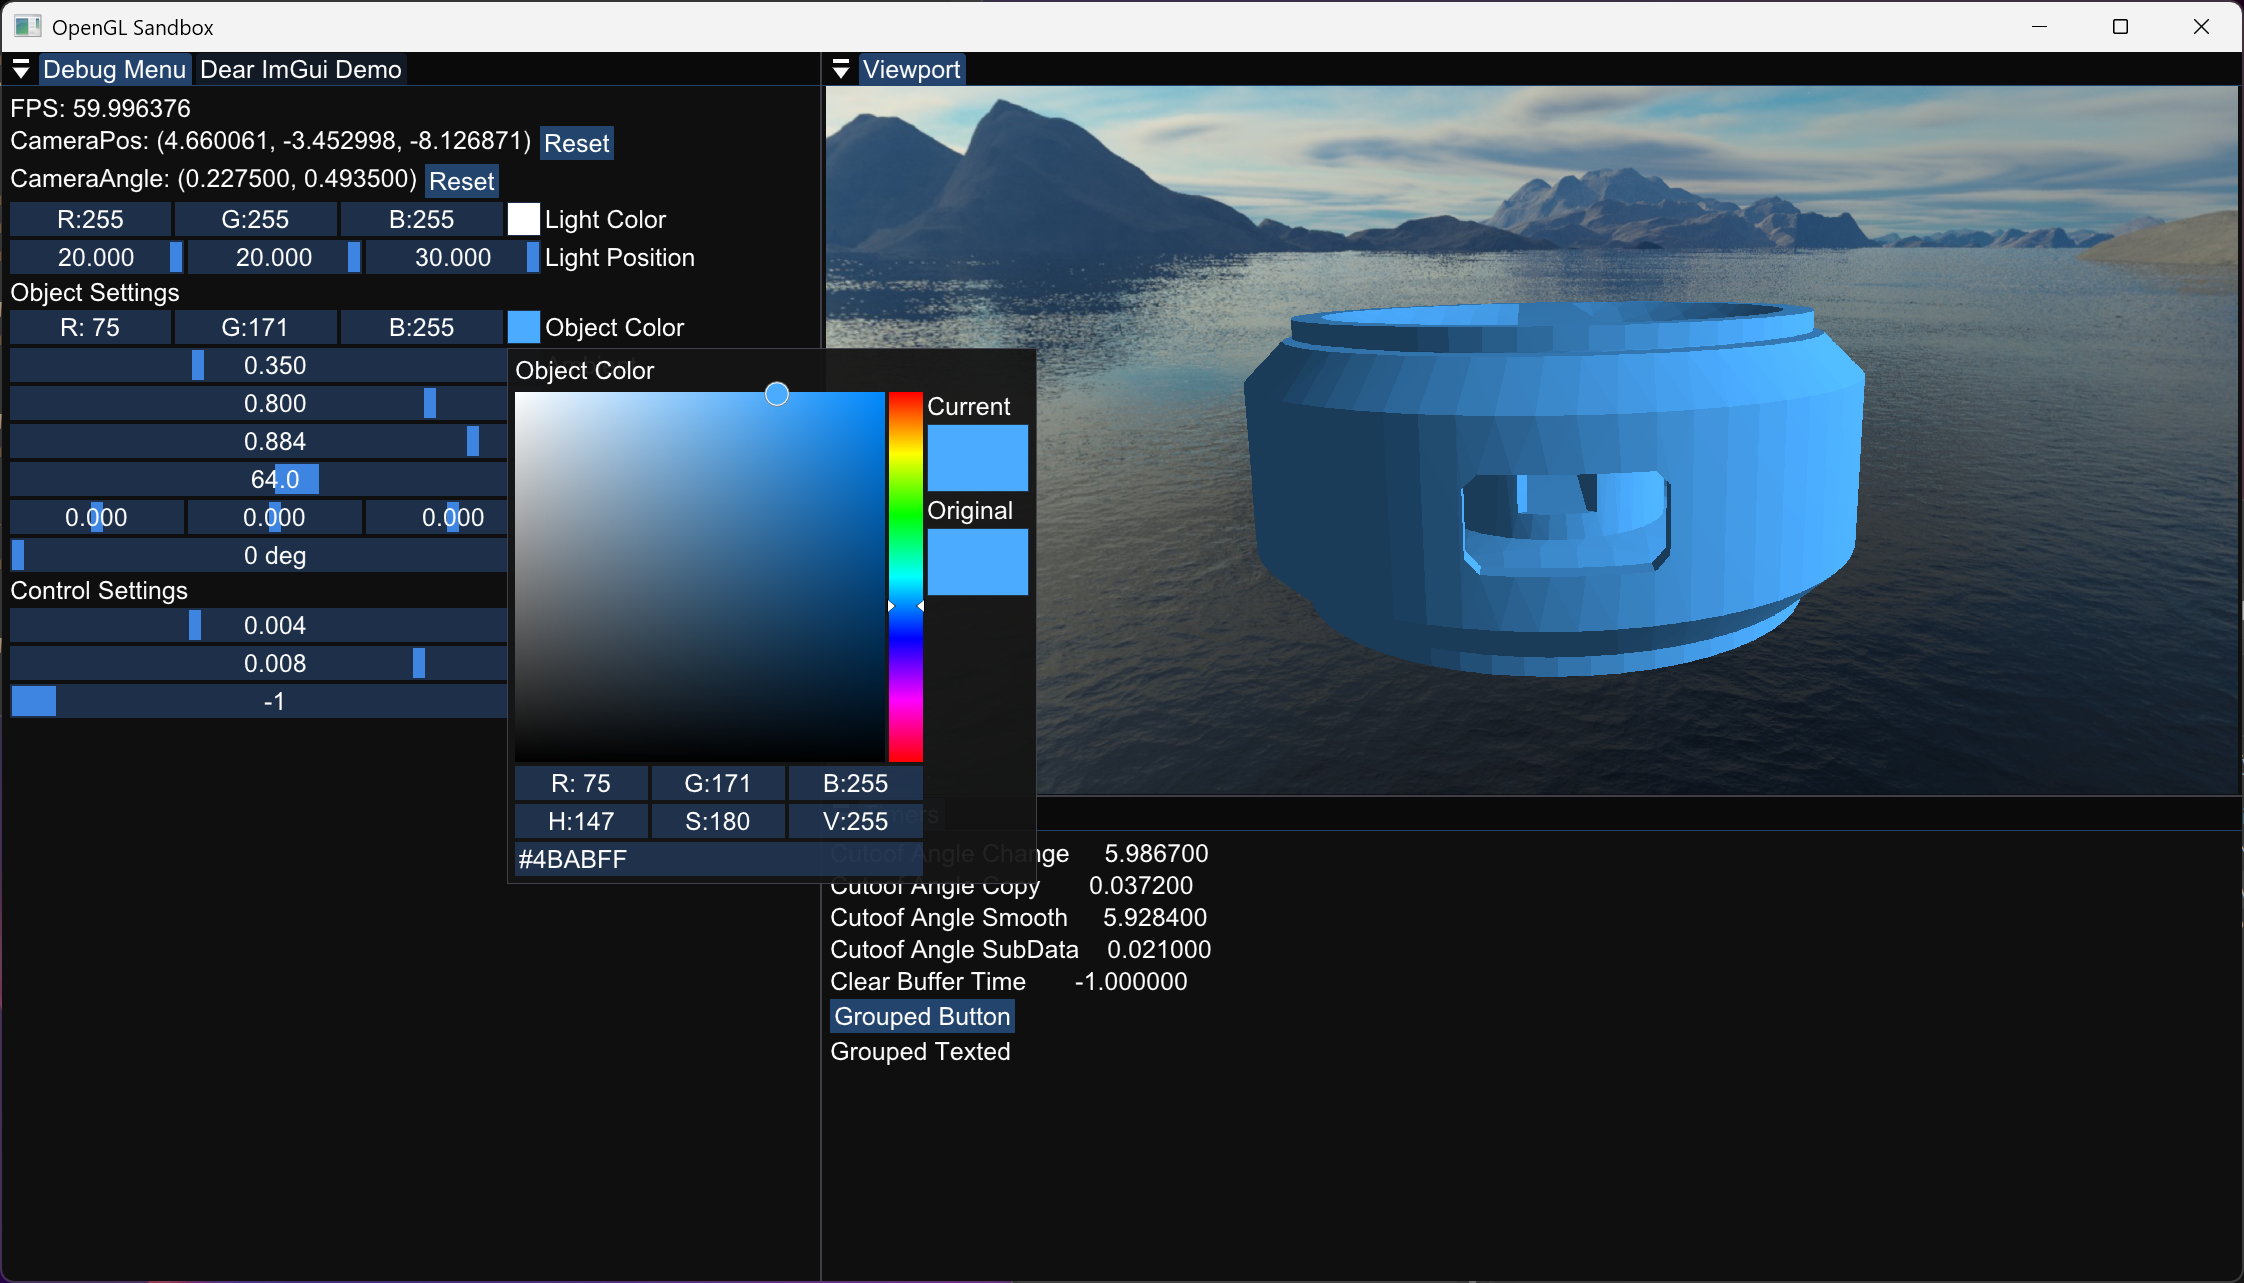 OpenGL Sandbox
Debug Menu Dear ImGui Demo
FPS: 59.996376
CameraPos: (4.660061, -3.452998, -8.126871) Reset
CameraAngle: (0.227500, 0.493500) Reset
R:255 G:255 B:255 Light Color
20.000 20.000 30.000 Light Position
Object Settings
R: 75 G:171 B:255 Object Color
0.350
0.800
0.884
64.0
0.000 0.000 0.000
0 deg
Control Settings
0.004
0.008
-1
Object Color
Current
Original
R: 75 G:171 B:255
H:147 S:180 V:255
#4BABFF
Viewport
Cutoof Angle Change 5.986700
Cutoof Angle Copy 0.037200
Cutoof Angle Smooth 5.928400
Cutoof Angle SubData 0.021000
Clear Buffer Time -1.000000
Grouped Button
Grouped Texted